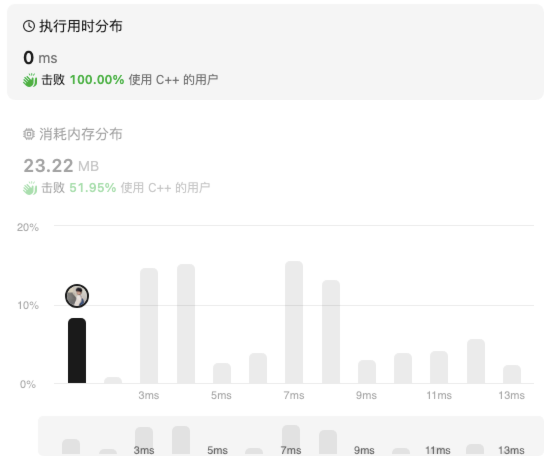 执行用时分布
0 ms
击败 100.00% 使用 C++ 的用户
消耗内存分布
23.22 MB
击败 51.95% 使用 C++ 的用户
20%
10%
0%
3ms 5ms 7ms 9ms 11ms 13ms
3ms 5ms 7ms 9ms 11ms 13ms